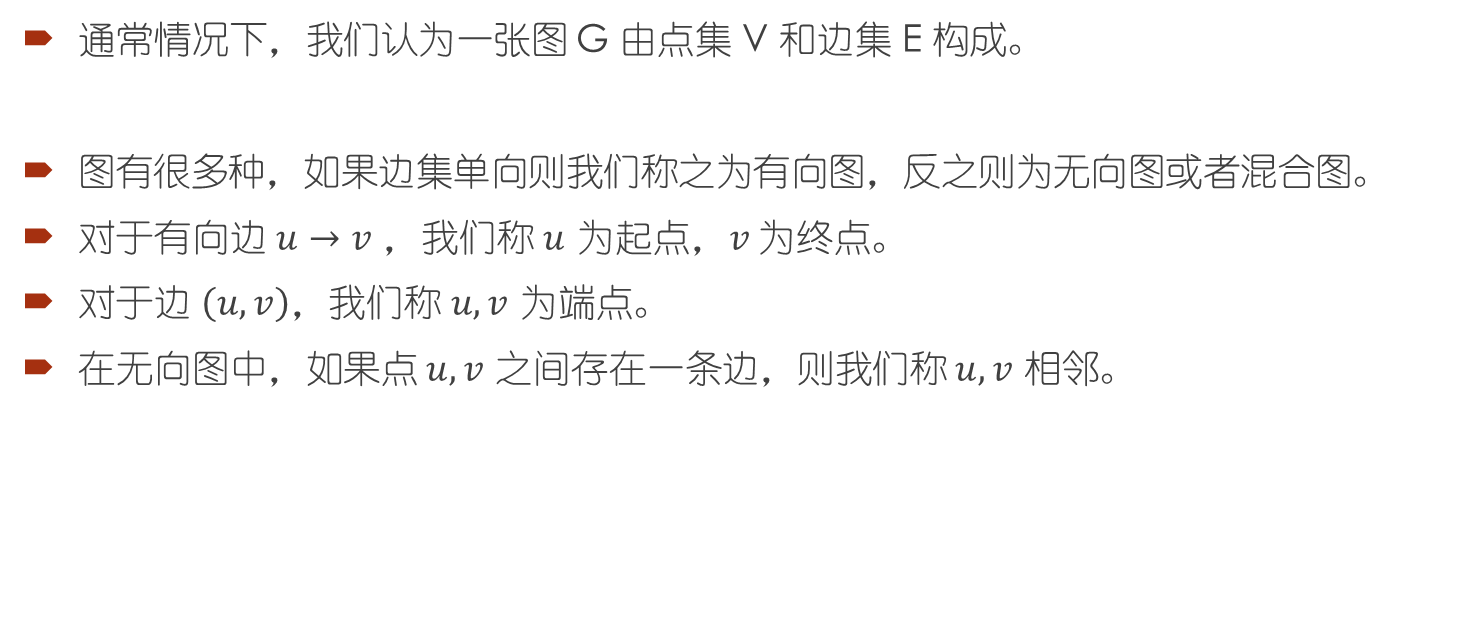 通常情况下，我们认为一张图 G 由点集 V 和边集 E 构成。
图有很多种，如果边集单向则我们称之为有向图，反之则为无向图或者混合图。
对于有向边 u → v ，我们称 u 为起点，v 为终点。
对于边 (u, v)，我们称 u, v 为端点。
在无向图中，如果点 u, v 之间存在一条边，则我们称 u, v 相邻。